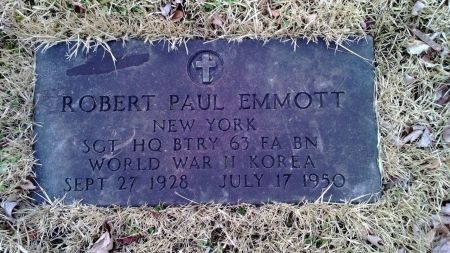 ROBERT PAUL EMMOTT
NEW YORK
SGT HQ BTRY 63 FA BN
WORLD WAR II KOREA
SEPT 27 1928 JULY 17 1950